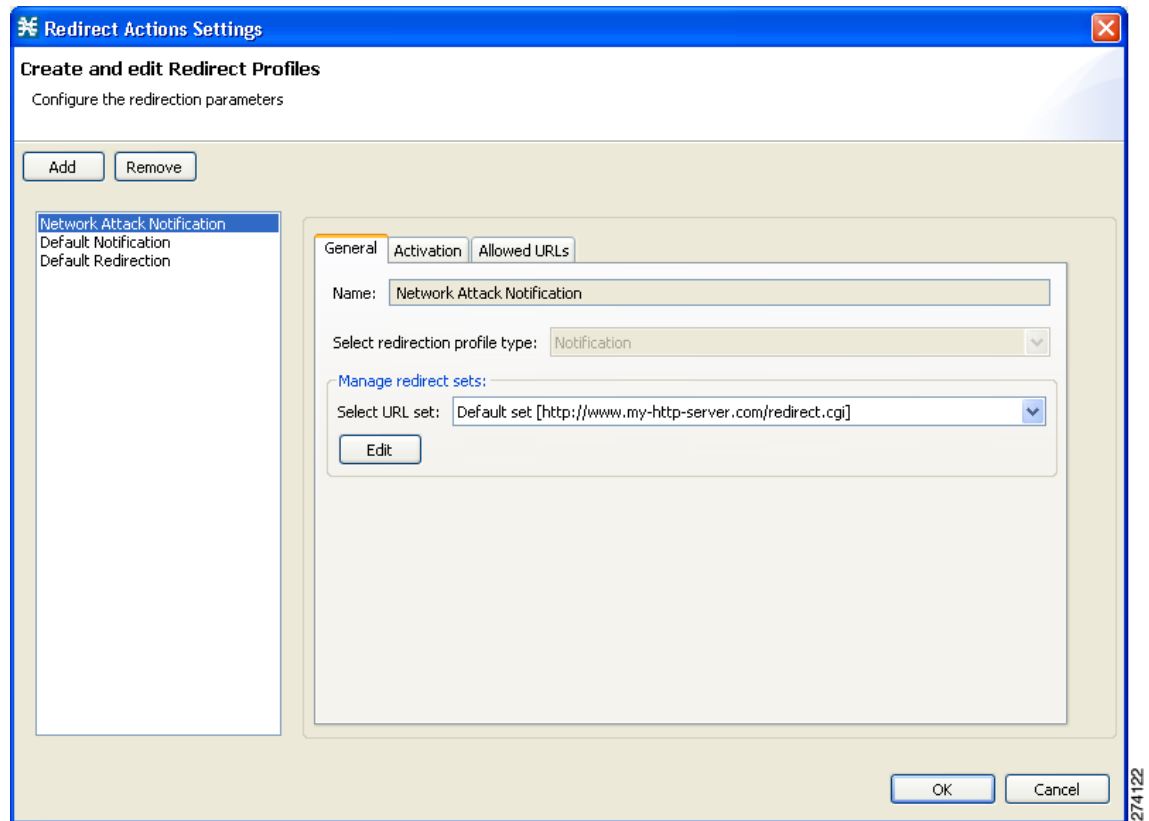 Redirect Actions Settings
Create and edit Redirect Profiles
Configure the redirection parameters
Add Remove
Network Attack Notification
Default Notification
Default Redirection
General Activation Allowed URLs
Name: Network Attack Notification
Select redirection profile type: Notification
Manage redirect sets:
Select URL set: Default set [http://www.my-http-server.com/redirect.cgi]
Edit
OK Cancel
274122